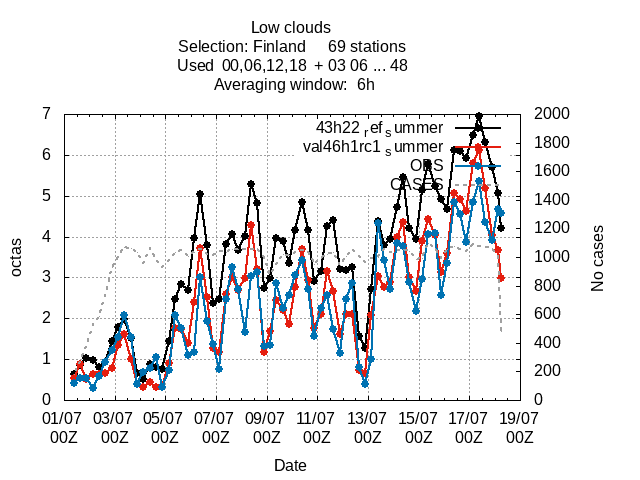 Low clouds
Selection: Finland 69 stations
Used 00,06,12,18 + 03 06 ... 48
Averaging window: 6h
7 2000
43h22 ref summer
1800
val46h1rc1 summer
6 OBS 1600
CASES
1400
5
1200
4
octas
1000
No cases
3
800
600
2
400
1
200
0 0
01/07 03/07 05/07 07/07 09/07 11/07 13/07 15/07 17/07 19/07
00Z 00Z 00Z 00Z 00Z 00Z 00Z 00Z 00Z 00Z
Date